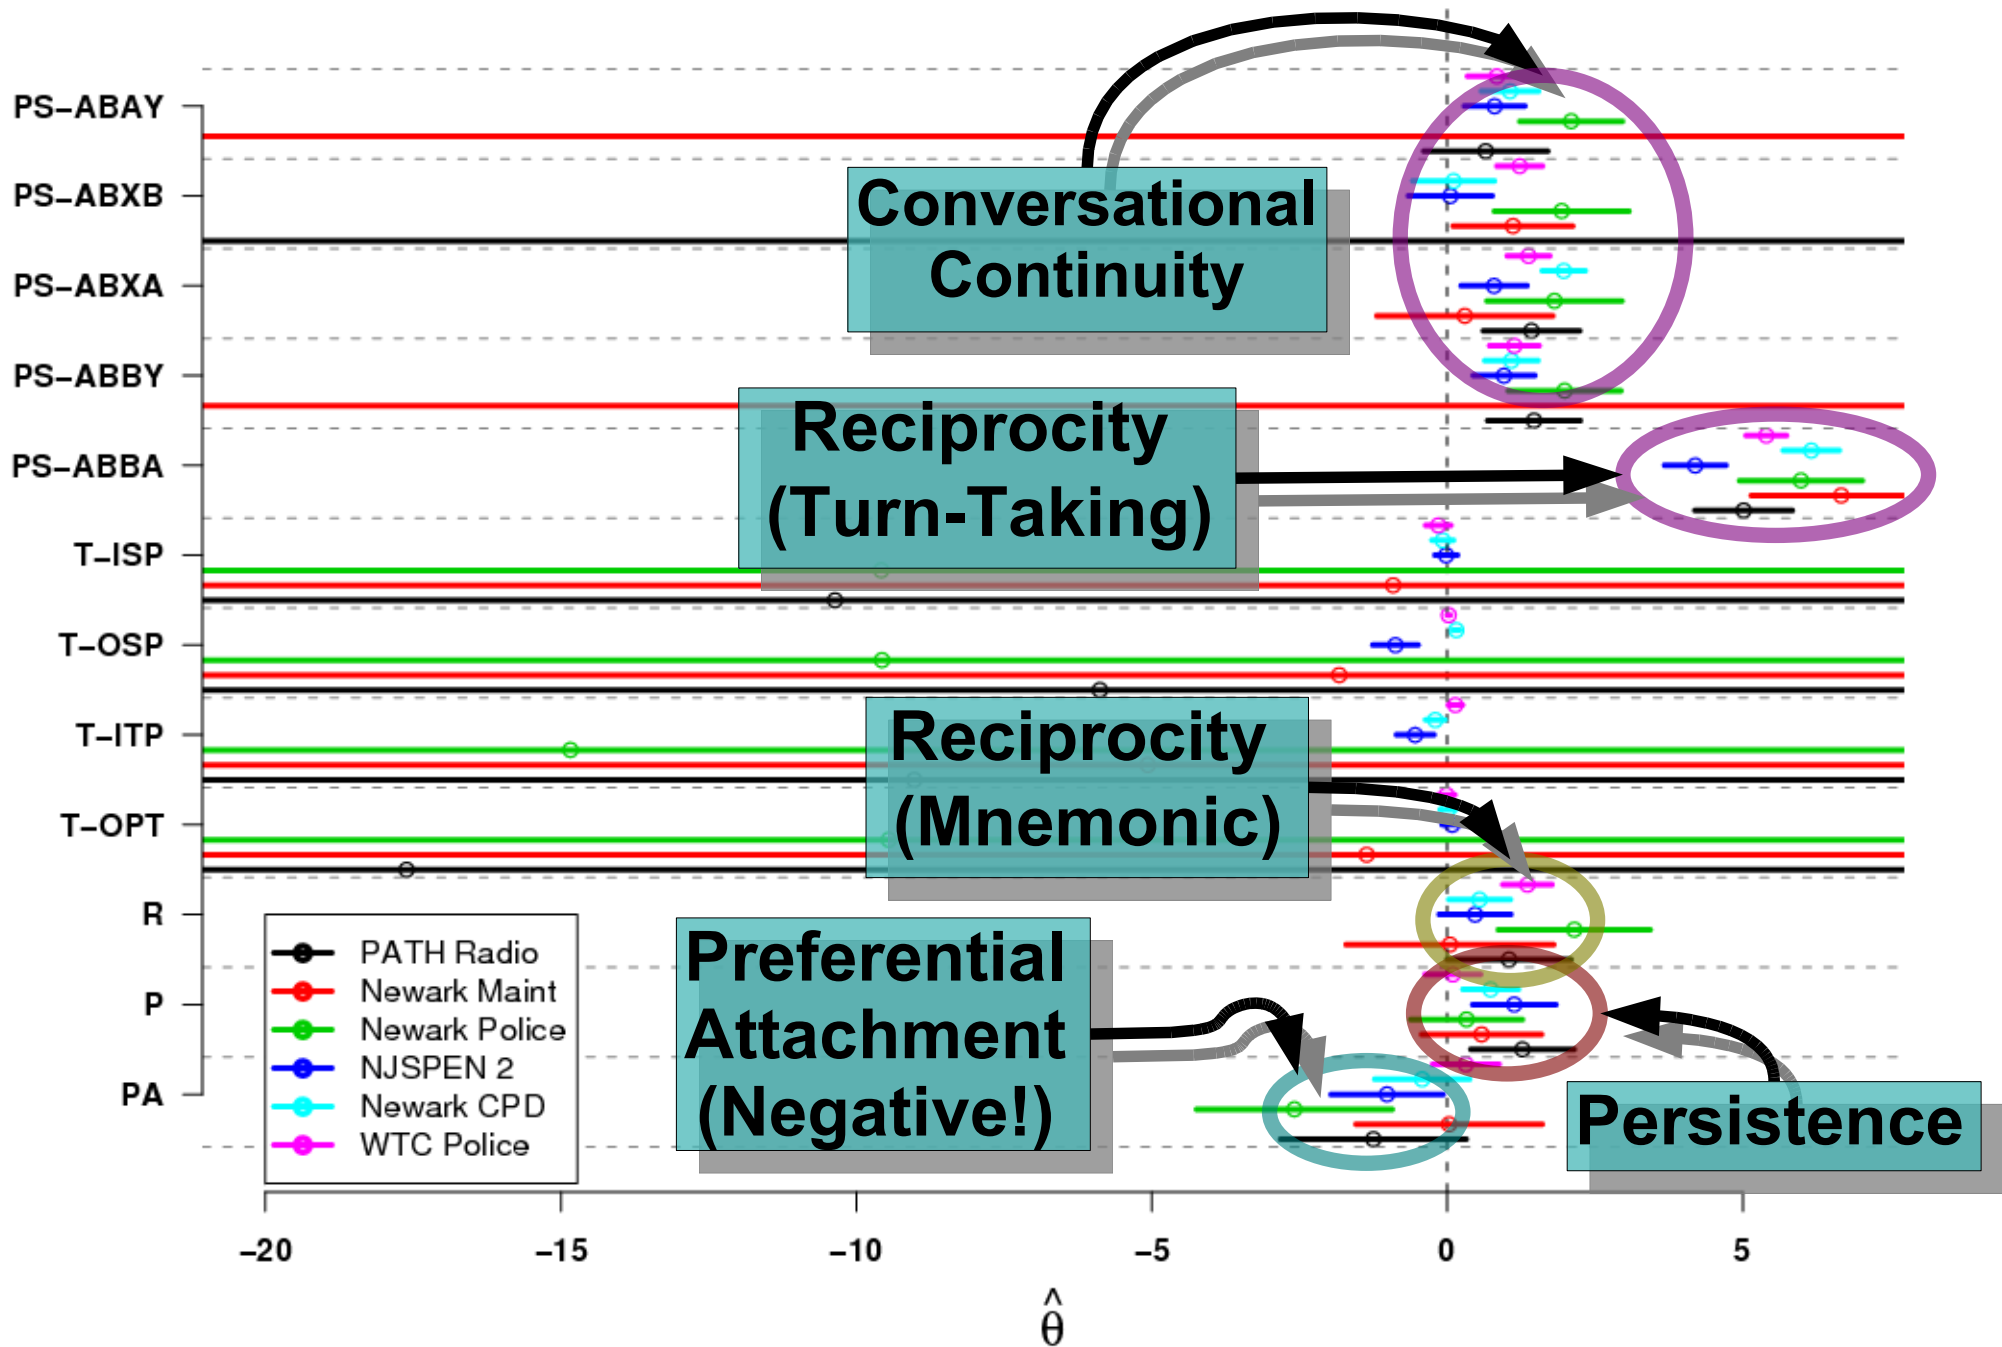 PS-ABAY
PS-ABXB
PS-ABXA
PS-ABBY
PS-ABBA
T-ISP
T-OSP
T-ITP
T-OPT
R
P
PA
Conversational
Continuity
Reciprocity
(Turn-Taking)
Reciprocity
(Mnemonic)
Preferential
Attachment
(Negative!)
Persistence
PATH Radio
Newark Maint
Newark Police
NJSPEN 2
Newark CPD
WTC Police
-20 -15 -10 -5 0 5
θ̂